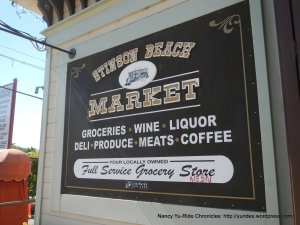 STINSON BEACH
MARKET
GROCERIES • WINE • LIQUOR
DELI • PRODUCE • MEATS • COFFEE
YOUR LOCALLY OWNED
Full Service Grocery Store
Nancy Yu-Ride Chronicles: http://yurides.wordpress.com